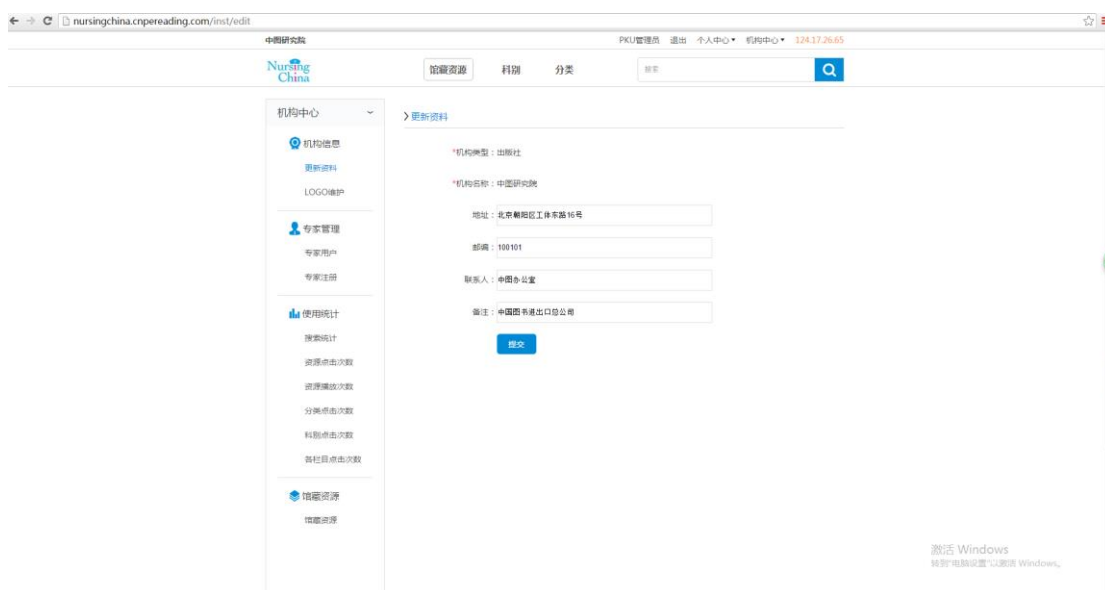 nursingchina.cnpereading.com/inst/edit
中图研究院 PKU管理员 退出 个人中心▼ 机构中心▼ 124.17.26.65
Nursing
China
馆藏资源 科别 分类 搜索
机构中心
更新资料
机构信息
*机构类型：出版社
更新资料
*机构名称：中图研究院
LOGO维护
地址：北京朝阳区工体东路16号
专家管理
邮编：100101
专家用户
专家注册
联系人：中图办公室
使用统计
备注：中国图书进出口总公司
搜索统计
提交
资源点击次数
资源播放次数
分类点击次数
科别点击次数
各栏目点击次数
馆藏资源
馆藏资源
激活 Windows
转到"电脑设置"以激活 Windows。